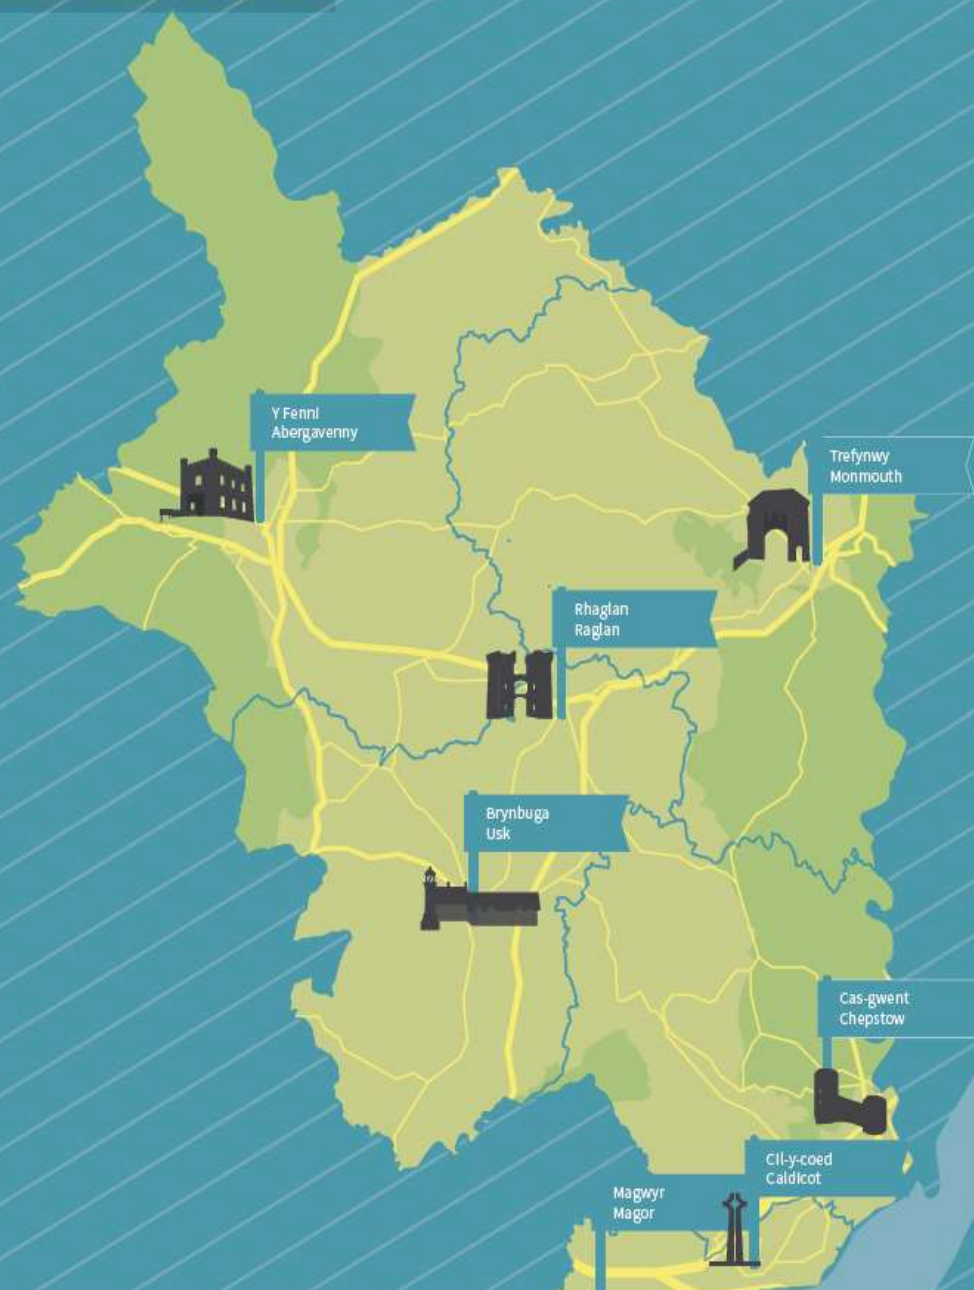 Y Fenni
Abergavenny
Trefynwy
Monmouth
Rhaglan
Raglan
Brynbuga
Usk
Cas-gwent
Chepstow
Cil-y-coed
Caldicot
Magwyr
Magor